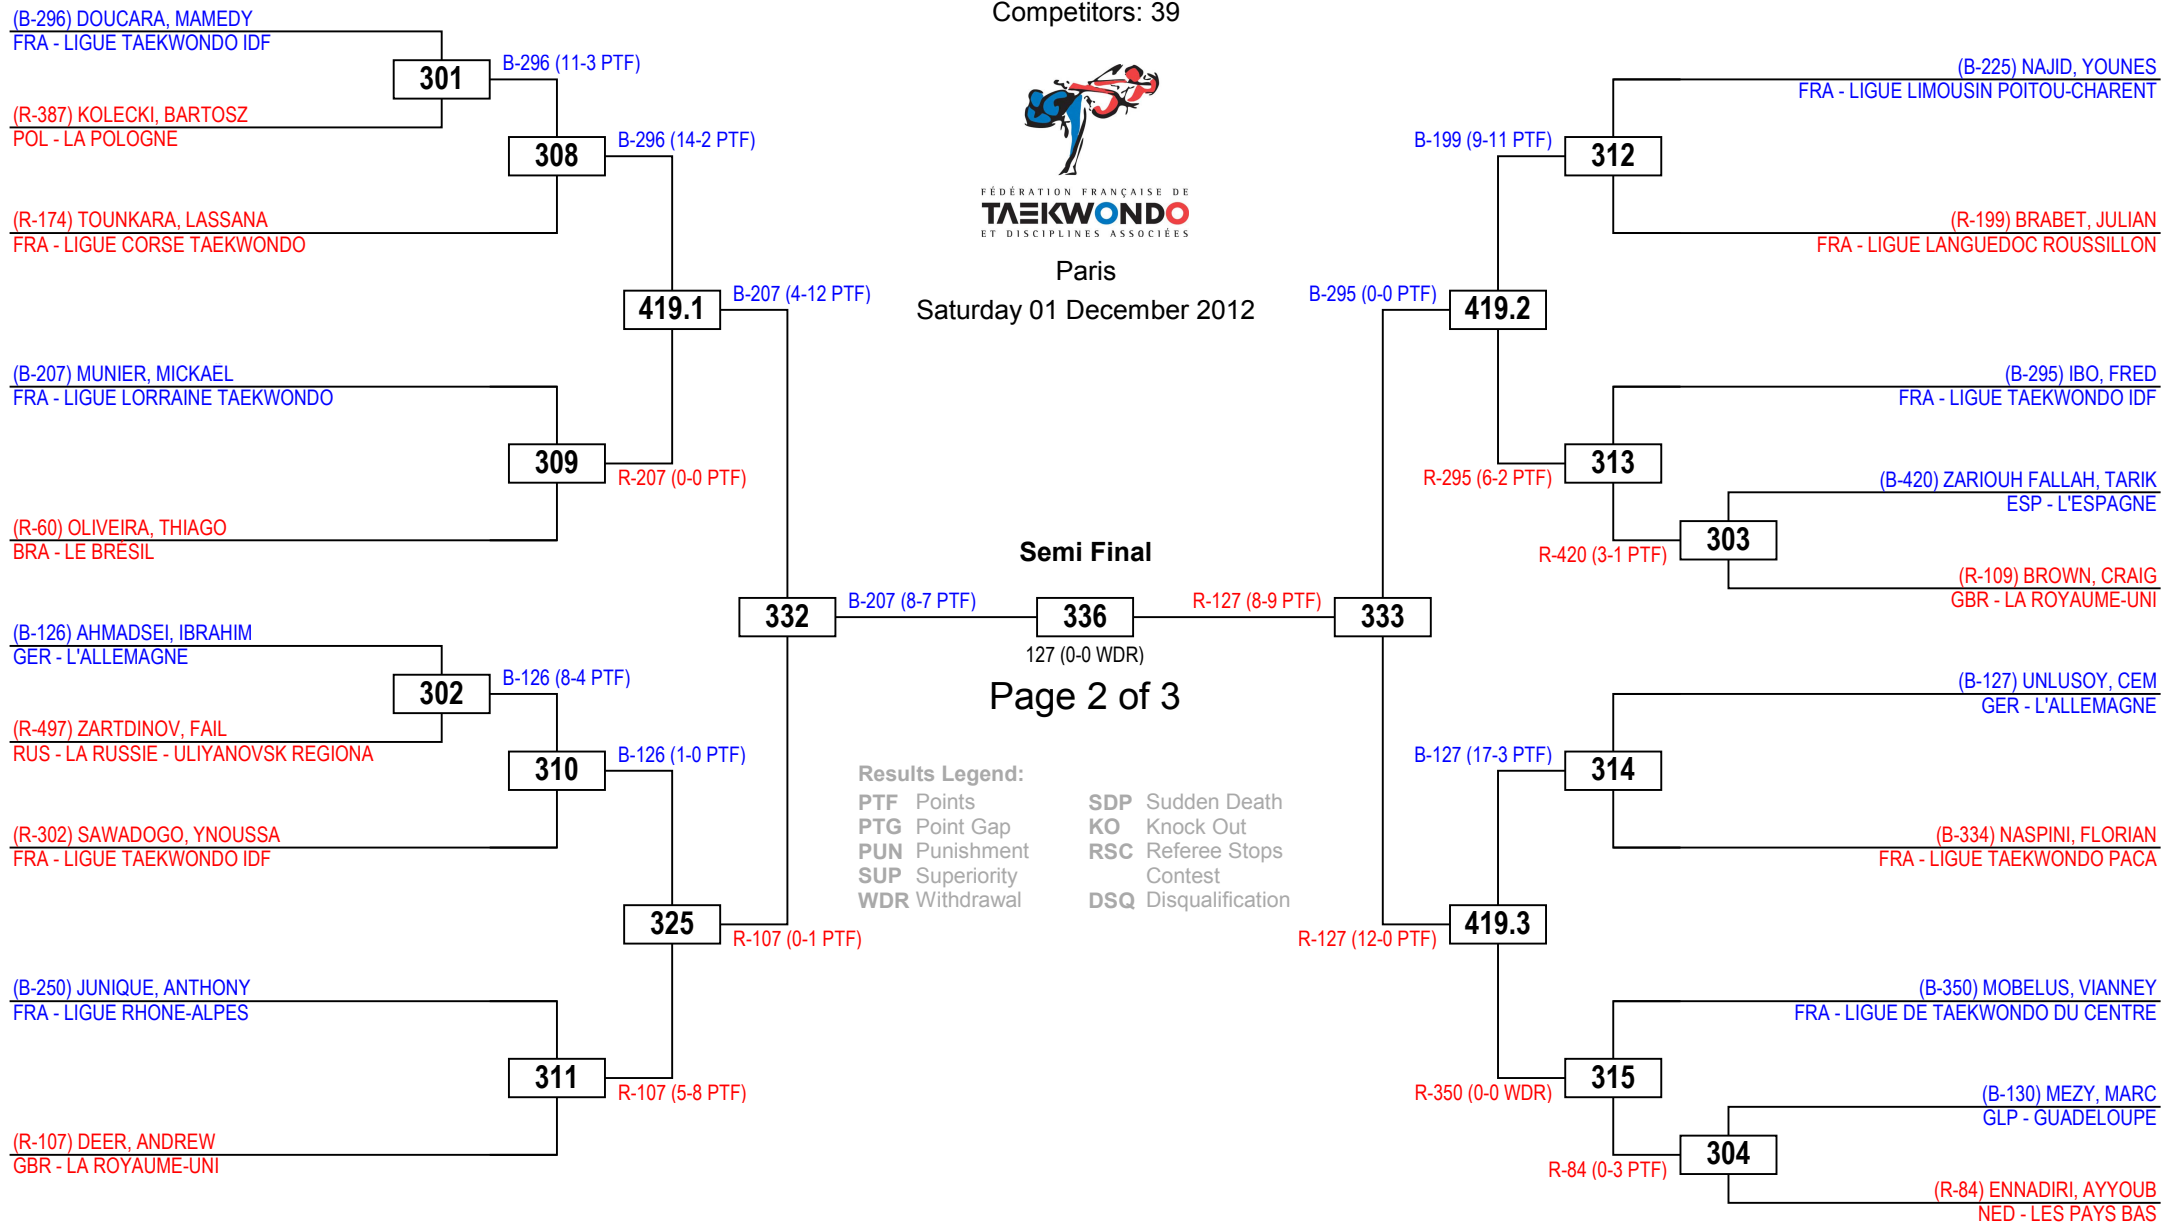 Competitors: 39
FÉDÉRATION FRANÇAISE DE
TAEKWONDO
ET DISCIPLINES ASSOCIÉES
Paris
Saturday 01 December 2012
(B-296) DOUCARA, MAMEDY
FRA - LIGUE TAEKWONDO IDF
301
B-296 (11-3 PTF)
(R-387) KOLECKI, BARTOSZ
POL - LA POLOGNE
308
B-296 (14-2 PTF)
(R-174) TOUNKARA, LASSANA
FRA - LIGUE CORSE TAEKWONDO
419.1
B-207 (4-12 PTF)
(B-207) MUNIER, MICKAËL
FRA - LIGUE LORRAINE TAEKWONDO
309
R-207 (0-0 PTF)
(R-60) OLIVEIRA, THIAGO
BRA - LE BRÉSIL
332
B-207 (8-7 PTF)
(B-126) AHMADSEI, IBRAHIM
GER - L'ALLEMAGNE
302
B-126 (8-4 PTF)
(R-497) ZARTDINOV, FAIL
RUS - LA RUSSIE - ULIYANOVSK REGIONA
310
B-126 (1-0 PTF)
(R-302) SAWADOGO, YNOUSSA
FRA - LIGUE TAEKWONDO IDF
325
R-107 (0-1 PTF)
(B-250) JUNIQUE, ANTHONY
FRA - LIGUE RHONE-ALPES
311
R-107 (5-8 PTF)
(R-107) DEER, ANDREW
GBR - LA ROYAUME-UNI
Semi Final
336
127 (0-0 WDR)
Page 2 of 3
Results Legend:
PTF Points
PTG Point Gap
PUN Punishment
SUP Superiority
WDR Withdrawal
SDP Sudden Death
KO Knock Out
RSC Referee Stops
Contest
DSQ Disqualification
(B-225) NAJID, YOUNES
FRA - LIGUE LIMOUSIN POITOU-CHARENT
B-199 (9-11 PTF)
312
(R-199) BRABET, JULIAN
FRA - LIGUE LANGUEDOC ROUSSILLON
B-295 (0-0 PTF)
419.2
(B-295) IBO, FRED
FRA - LIGUE TAEKWONDO IDF
R-295 (6-2 PTF)
313
(B-420) ZARIOUH FALLAH, TARIK
ESP - L'ESPAGNE
R-420 (3-1 PTF)
303
(R-109) BROWN, CRAIG
GBR - LA ROYAUME-UNI
R-127 (8-9 PTF)
333
(B-127) UNLUSOY, CEM
GER - L'ALLEMAGNE
B-127 (17-3 PTF)
314
(B-334) NASPINI, FLORIAN
FRA - LIGUE TAEKWONDO PACA
R-127 (12-0 PTF)
419.3
(B-350) MOBELUS, VIANNEY
FRA - LIGUE DE TAEKWONDO DU CENTRE
R-350 (0-0 WDR)
315
(B-130) MEZY, MARC
GLP - GUADELOUPE
R-84 (0-3 PTF)
304
(R-84) ENNADIRI, AYYOUB
NED - LES PAYS BAS